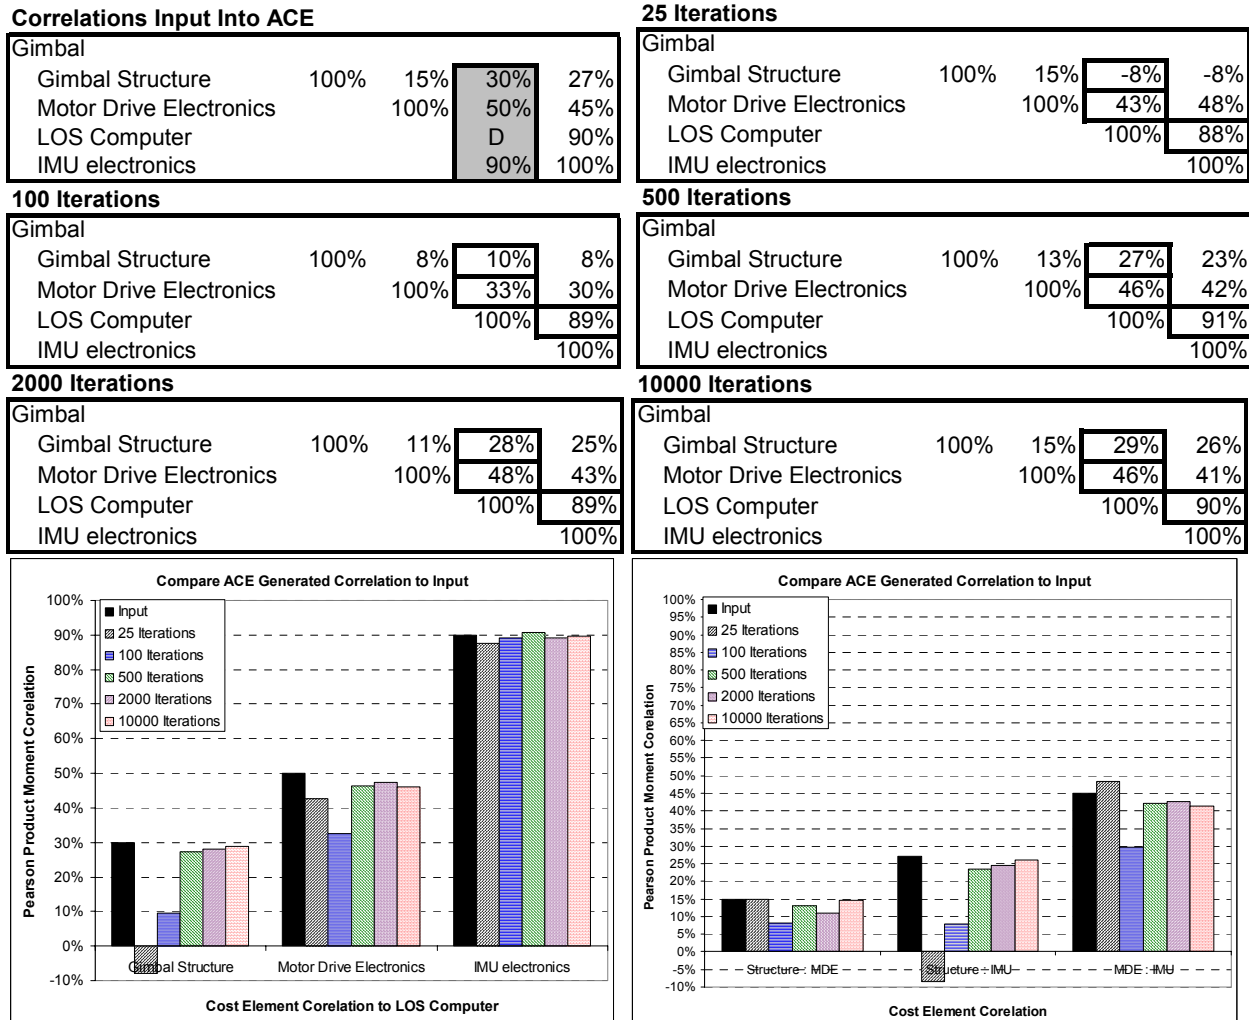 Correlations Input Into ACE
Gimbal
Gimbal Structure 100% 15% 30% 27%
Motor Drive Electronics 100% 50% 45%
LOS Computer D 90%
IMU electronics 90% 100%
25 Iterations
Gimbal
Gimbal Structure 100% 15% -8% -8%
Motor Drive Electronics 100% 43% 48%
LOS Computer 100% 88%
IMU electronics 100%
100 Iterations
Gimbal
Gimbal Structure 100% 8% 10% 8%
Motor Drive Electronics 100% 33% 30%
LOS Computer 100% 89%
IMU electronics 100%
500 Iterations
Gimbal
Gimbal Structure 100% 13% 27% 23%
Motor Drive Electronics 100% 46% 42%
LOS Computer 100% 91%
IMU electronics 100%
2000 Iterations
Gimbal
Gimbal Structure 100% 11% 28% 25%
Motor Drive Electronics 100% 48% 43%
LOS Computer 100% 89%
IMU electronics 100%
10000 Iterations
Gimbal
Gimbal Structure 100% 15% 29% 26%
Motor Drive Electronics 100% 46% 41%
LOS Computer 100% 90%
IMU electronics 100%
Compare ACE Generated Correlation to Input
Pearson Product Moment Corelation
100%
90%
80%
70%
60%
50%
40%
30%
20%
10%
0%
-10%
Input
25 Iterations
100 Iterations
500 Iterations
2000 Iterations
10000 Iterations
Gimbal Structure
Motor Drive Electronics
IMU electronics
Cost Element Corelation to LOS Computer
Compare ACE Generated Correlation to Input
Pearson Product Moment Corelation
100%
95%
90%
85%
80%
75%
70%
65%
60%
55%
50%
45%
40%
35%
30%
25%
20%
15%
10%
5%
0%
-5%
-10%
Input
25 Iterations
100 Iterations
500 Iterations
2000 Iterations
10000 Iterations
Structure : MDE
Structure : IMU
MDE : IMU
Cost Element Corelation